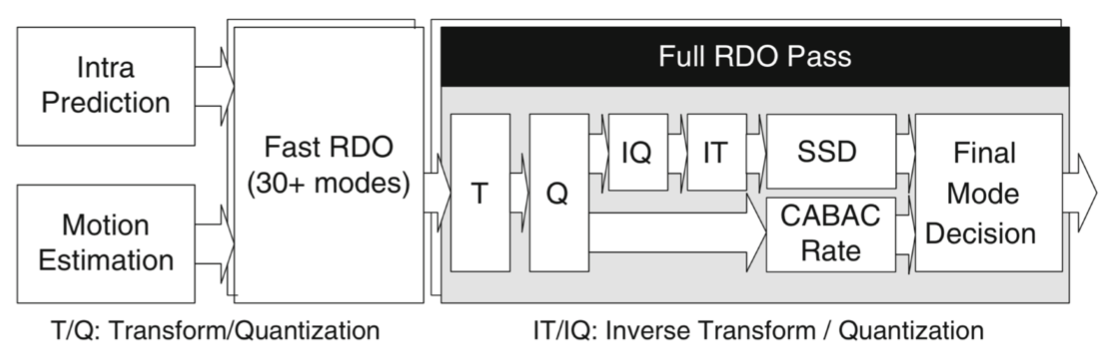 Intra
Prediction
Motion
Estimation
Fast RDO
(30+ modes)
Full RDO Pass
T
Q
IQ
IT
SSD
CABAC
Rate
Final
Mode
Decision
T/Q: Transform/Quantization
IT/IQ: Inverse Transform / Quantization